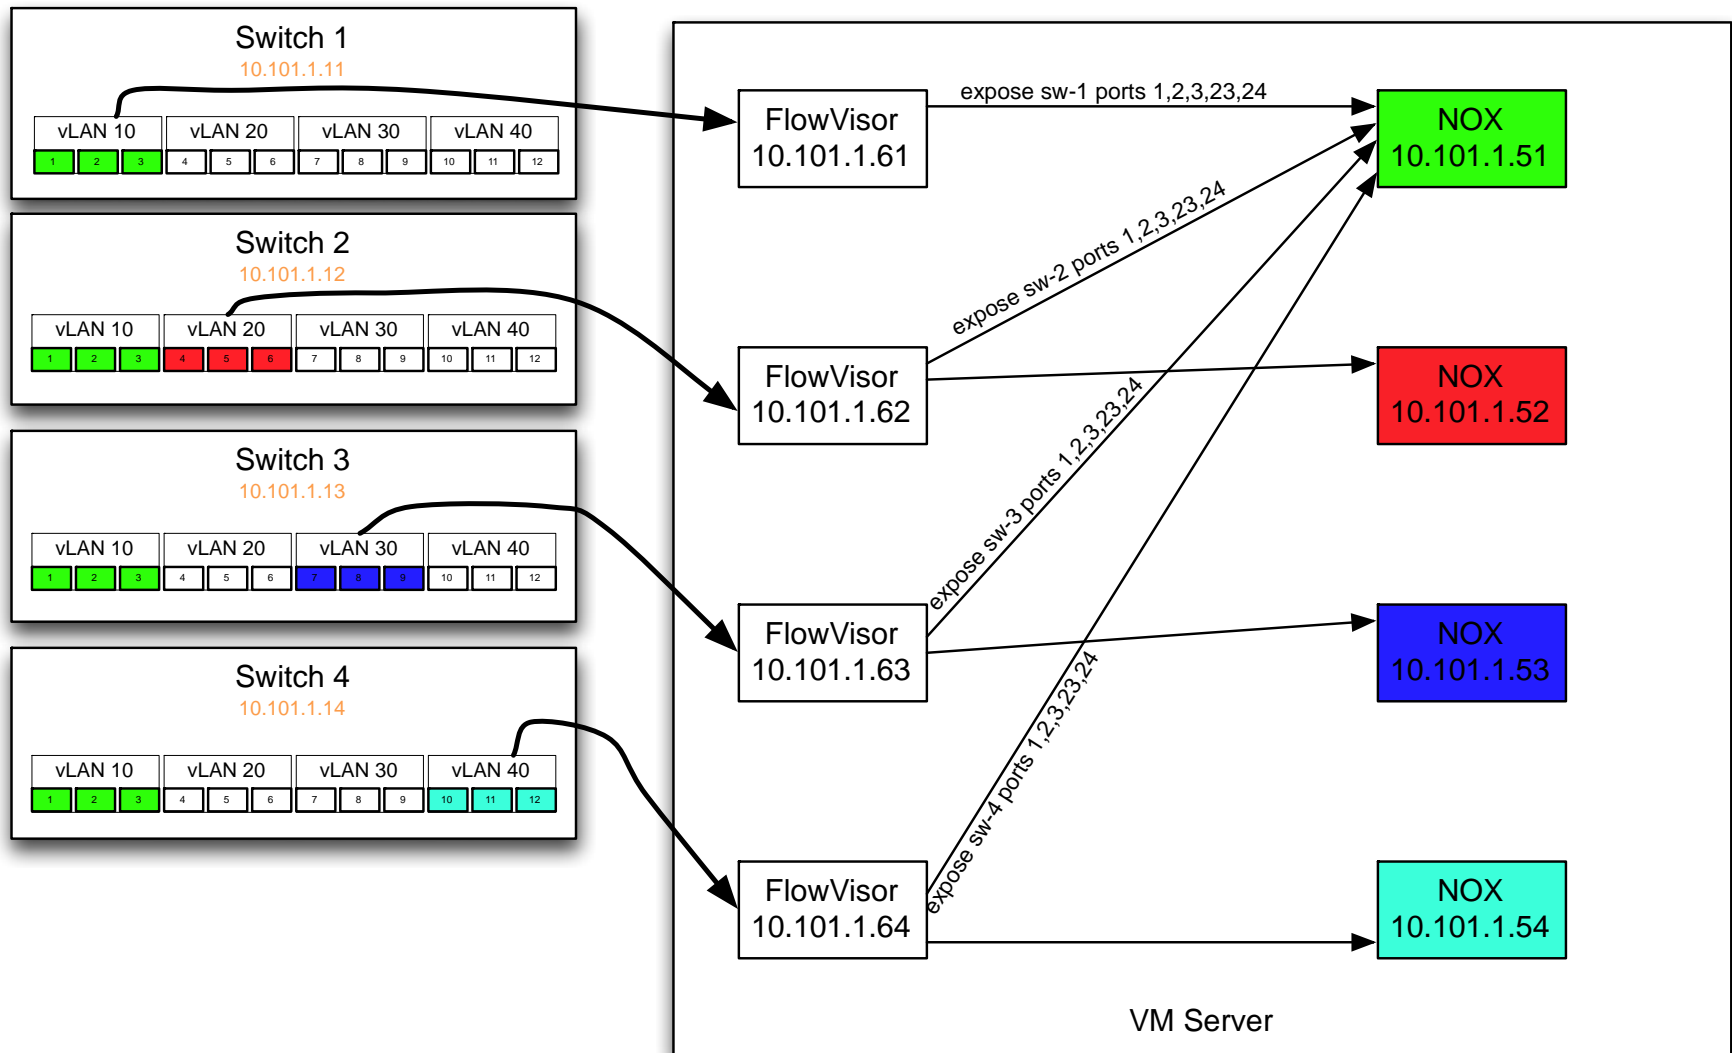 Switch 1
10.101.1.11
vLAN 10 vLAN 20 vLAN 30 vLAN 40
1 2 3 4 5 6 7 8 9 10 11 12
Switch 2
10.101.1.12
vLAN 10 vLAN 20 vLAN 30 vLAN 40
1 2 3 4 5 6 7 8 9 10 11 12
Switch 3
10.101.1.13
vLAN 10 vLAN 20 vLAN 30 vLAN 40
1 2 3 4 5 6 7 8 9 10 11 12
Switch 4
10.101.1.14
vLAN 10 vLAN 20 vLAN 30 vLAN 40
1 2 3 4 5 6 7 8 9 10 11 12
FlowVisor
10.101.1.61
expose sw-1 ports 1,2,3,23,24
NOX
10.101.1.51
FlowVisor
10.101.1.62
expose sw-2 ports 1,2,3,23,24
NOX
10.101.1.52
FlowVisor
10.101.1.63
expose sw-3 ports 1,2,3,23,24
NOX
10.101.1.53
FlowVisor
10.101.1.64
expose sw-4 ports 1,2,3,23,24
NOX
10.101.1.54
VM Server